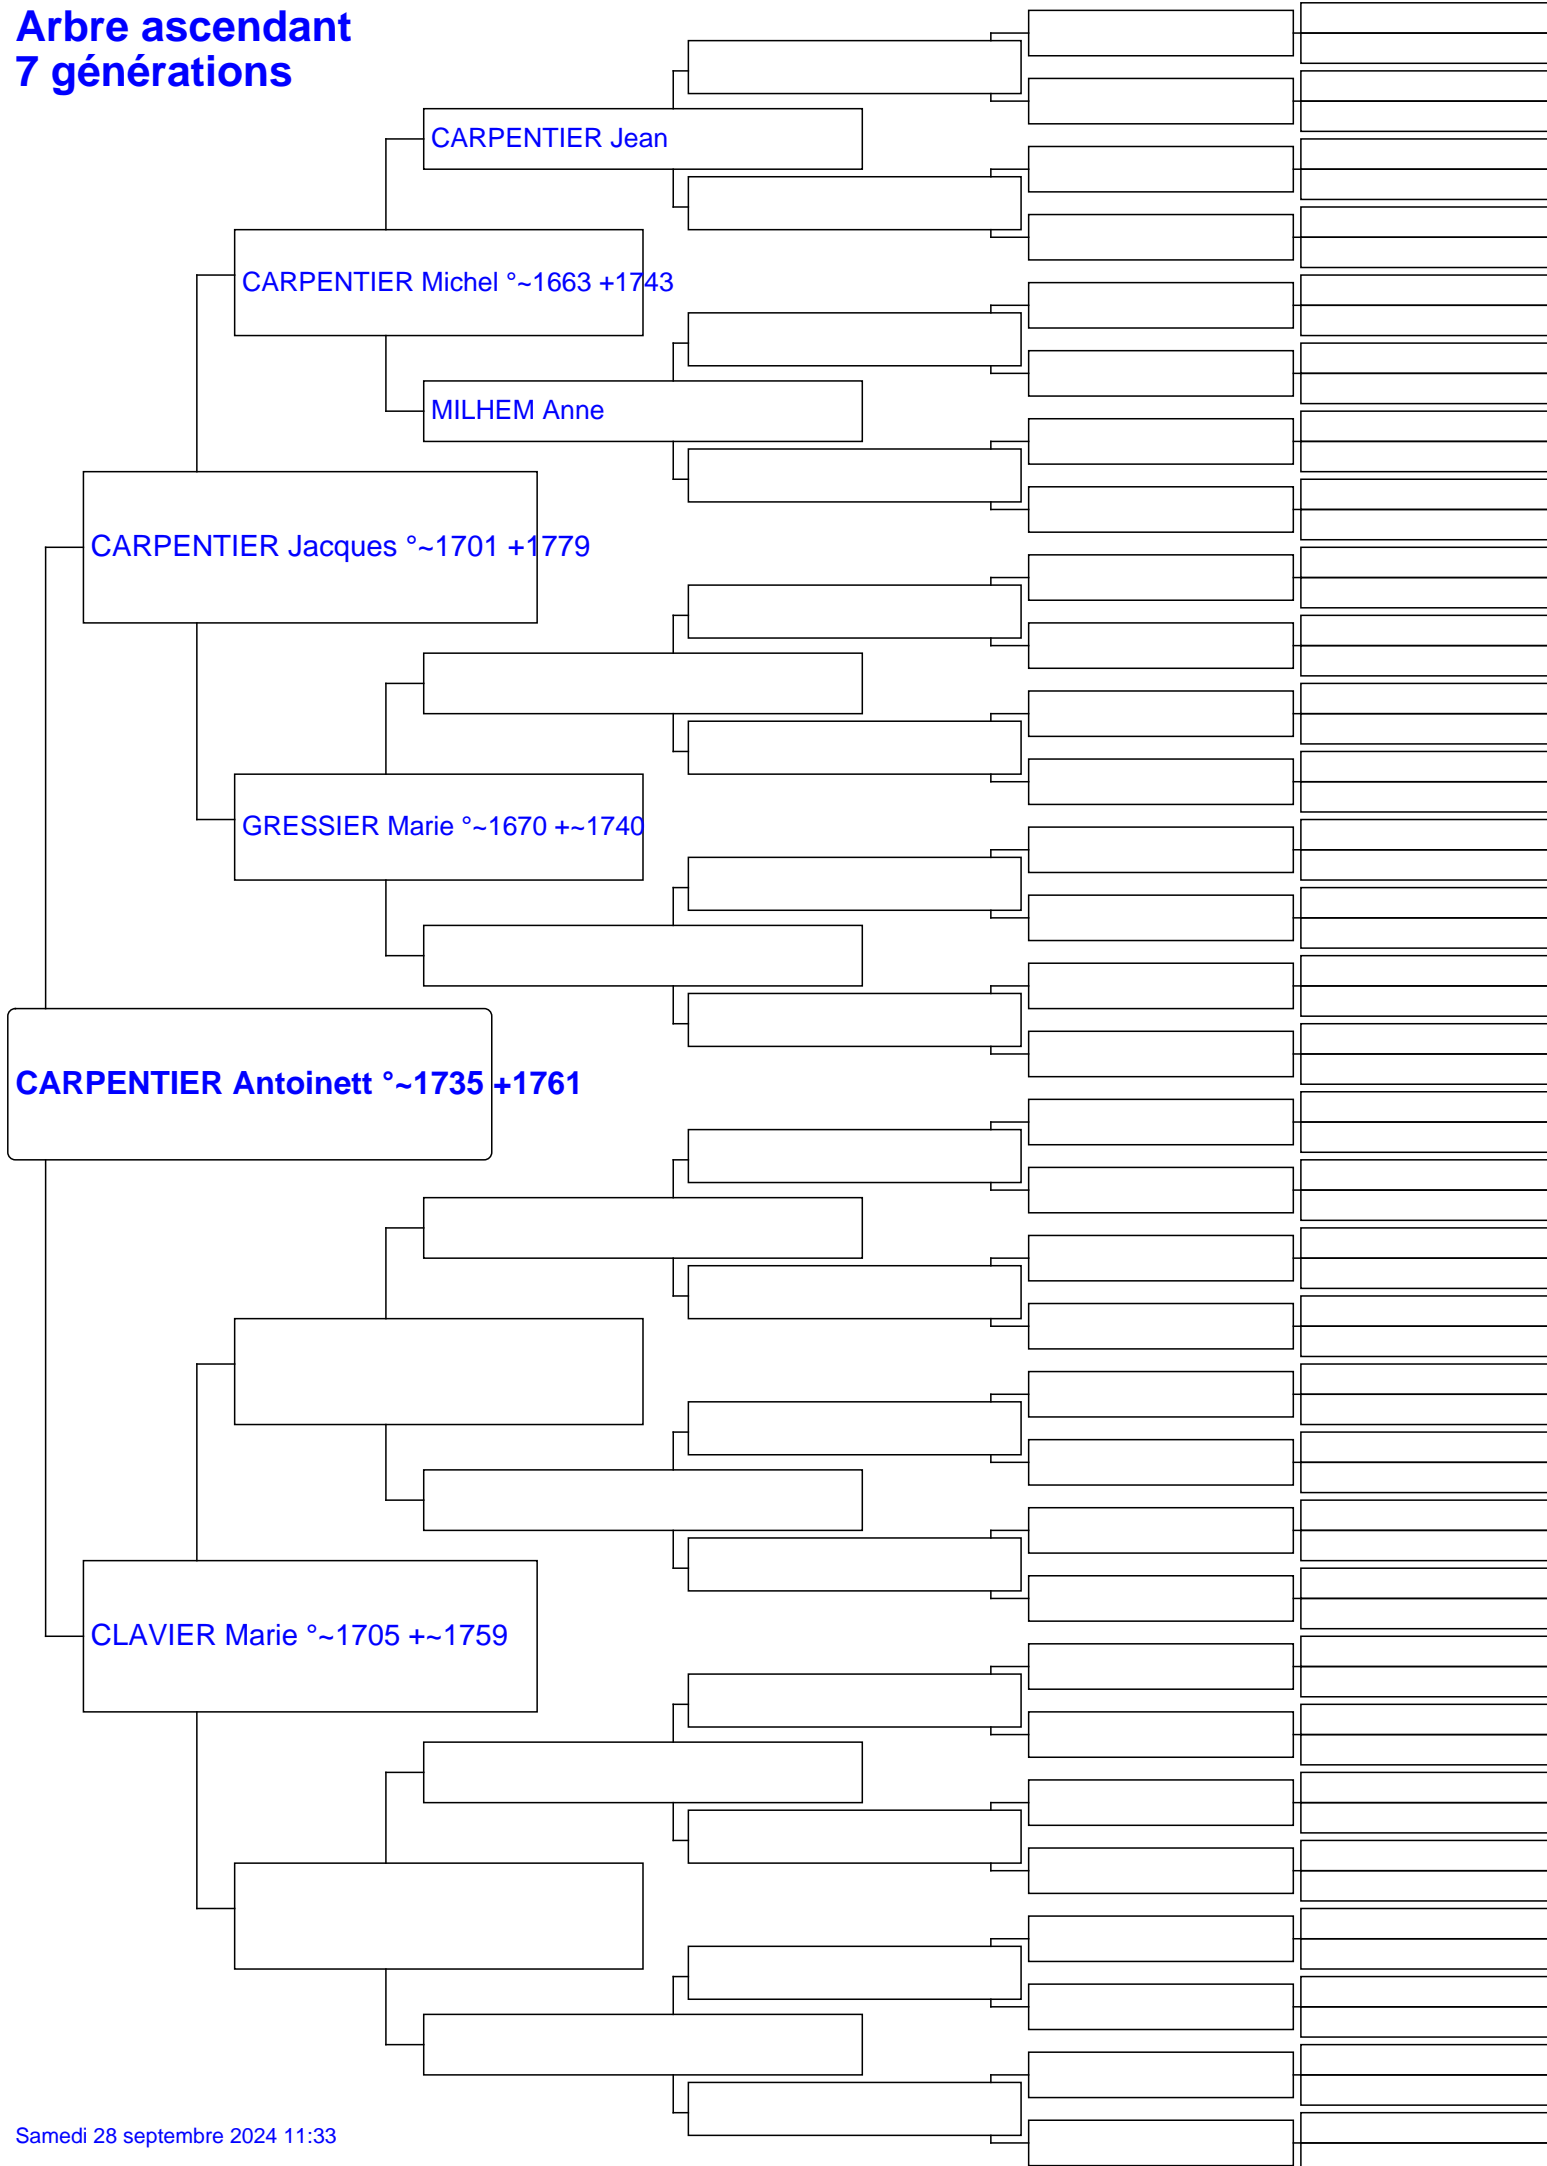 Arbre ascendant
7 générations
CARPENTIER Jean
CARPENTIER Michel °~1663 +1743
MILHEM Anne
CARPENTIER Jacques °~1701 +1779
GRESSIER Marie °~1670 +~1740
CARPENTIER Antoinett °~1735 +1761
CLAVIER Marie °~1705 +~1759
Samedi 28 septembre 2024 11:33